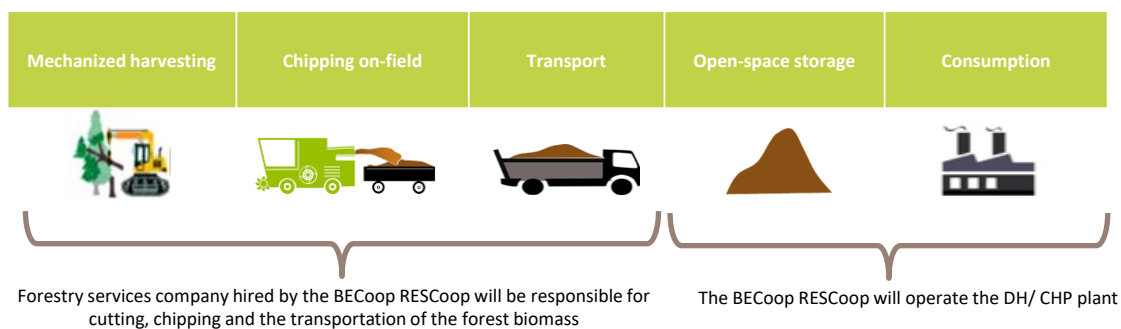 Mechanized harvesting
Chipping on-field
Transport
Open-space storage
Consumption
Forestry services company hired by the BECoop RESCoop will be responsible for
cutting, chipping and the transportation of the forest biomass
The BECoop RESCoop will operate the DH/ CHP plant